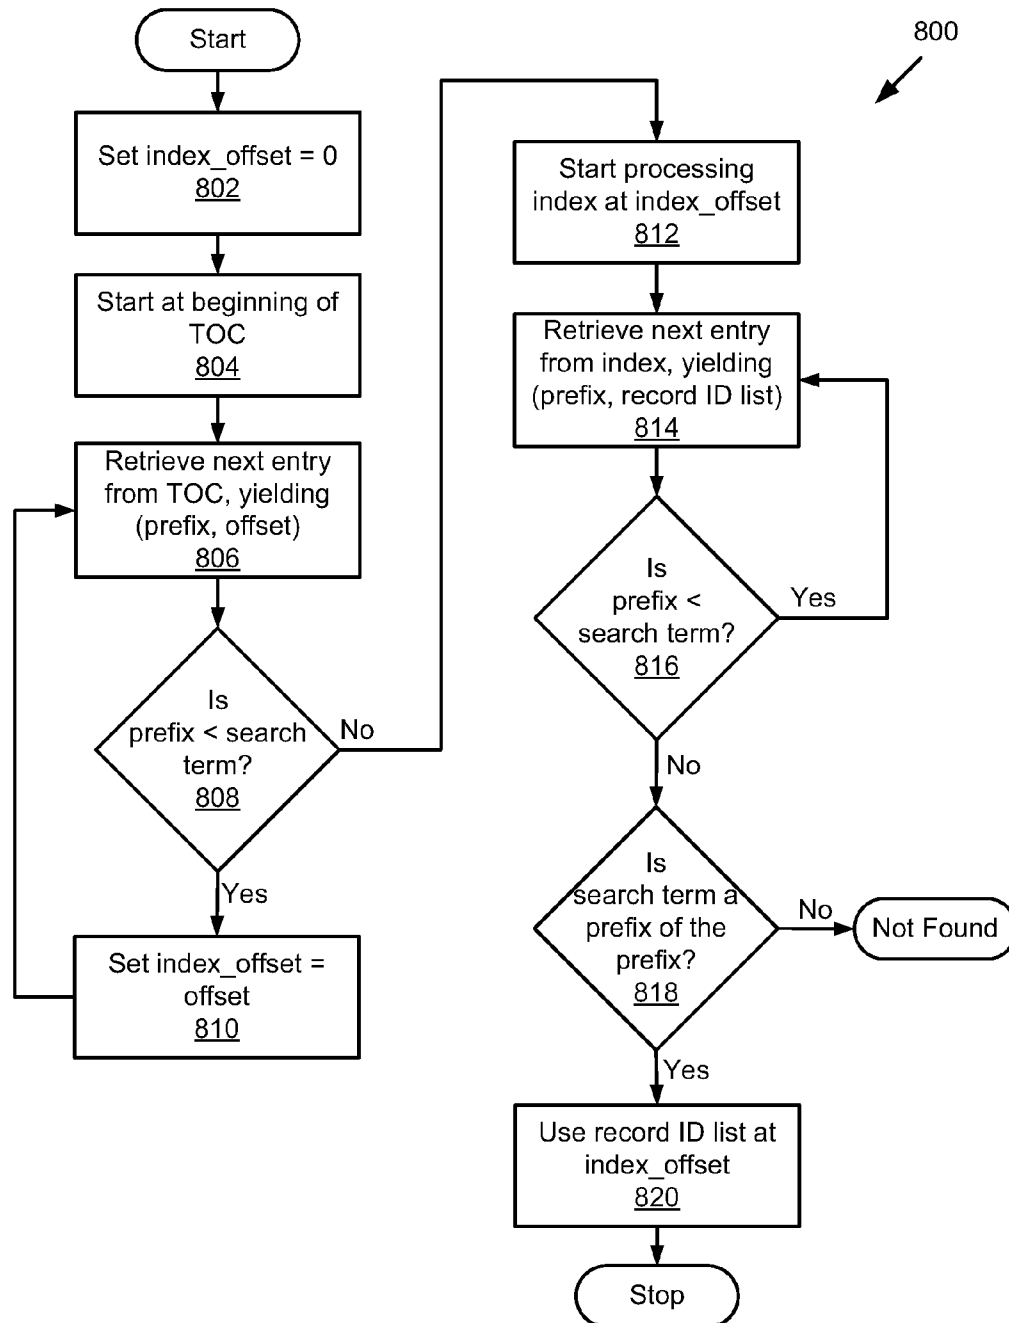 Start
Set index_offset = 0
802
Start at beginning of
TOC
804
Retrieve next entry
from TOC, yielding
(prefix, offset)
806
Is
prefix < search
term?
808
No
Yes
Set index_offset =
offset
810
800
Start processing
index at index_offset
812
Retrieve next entry
from index, yielding
(prefix, record ID list)
814
Is
prefix <
search term?
816
Yes
No
Is
search term a
prefix of the
prefix?
818
No
Not Found
Yes
Use record ID list at
index_offset
820
Stop